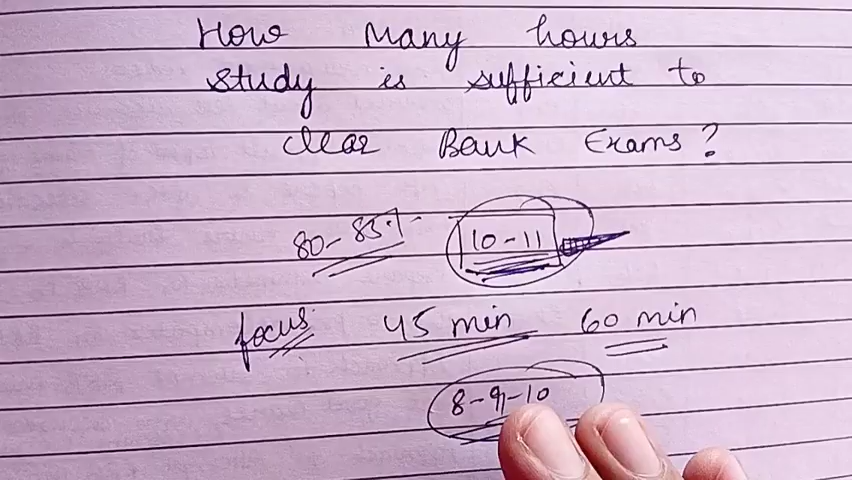 How Many hours
study is sufficient to
clear Bank Exams?
80-85% 10-11
focus 45 min 60 min
8-9-10